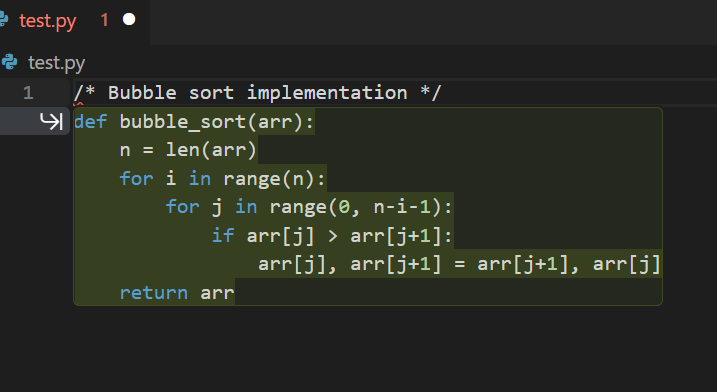 test.py 1
test.py
1 /* Bubble sort implementation */
def bubble_sort(arr):
    n = len(arr)
    for i in range(n):
        for j in range(0, n-i-1):
            if arr[j] > arr[j+1]:
                arr[j], arr[j+1] = arr[j+1], arr[j]
    return arr